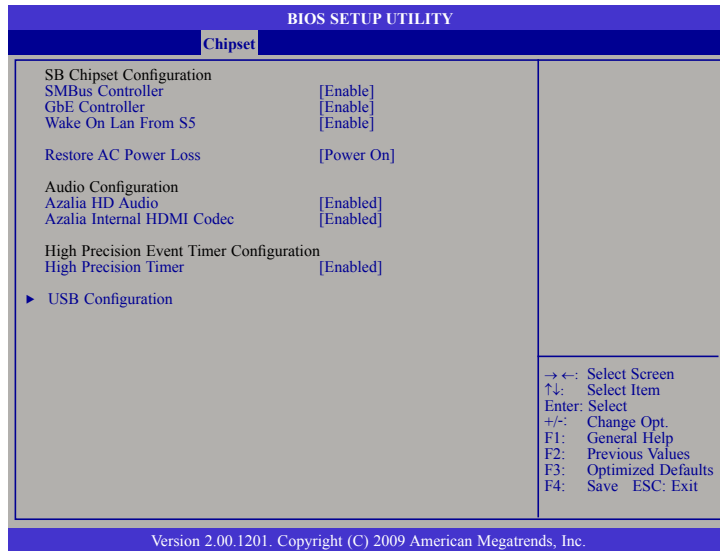 BIOS SETUP UTILITY
Chipset
SB Chipset Configuration
SMBus Controller [Enable]
GbE Controller [Enable]
Wake On Lan From S5 [Enable]
Restore AC Power Loss [Power On]
Audio Configuration
Azalia HD Audio [Enabled]
Azalia Internal HDMI Codec [Enabled]
High Precision Event Timer Configuration
High Precision Timer [Enabled]
► USB Configuration
→←: Select Screen
↑↓: Select Item
Enter: Select
+/-: Change Opt.
F1: General Help
F2: Previous Values
F3: Optimized Defaults
F4: Save ESC: Exit
Version 2.00.1201. Copyright (C) 2009 American Megatrends, Inc.